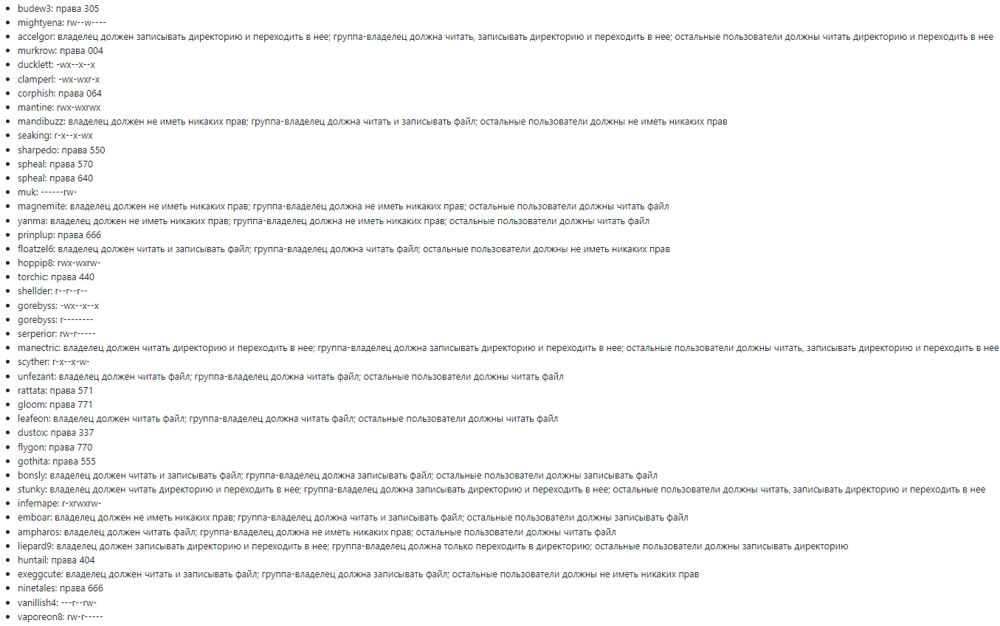 • budew3: права 305
• mightyena: rw--w----
• accelgor: владелец должен записывать директорию и переходить в нее; группа-владелец должна читать, записывать директорию и переходить в нее; остальные пользователи должны читать директорию и переходить в нее
• murkrow: права 004
• ducklett: -wx--x--x
• clamperl: -wx-wxr-x
• corphish: права 064
• mantine: rwx-wxrwx
• mandibuzz: владелец должен не иметь никаких прав; группа-владелец должна читать и записывать файл; остальные пользователи должны не иметь никаких прав
• seaking: r-x--x-wx
• sharpedo: права 550
• spheal: права 570
• spheal: права 640
• muk: ------rw-
• magnemite: владелец должен не иметь никаких прав; группа-владелец должна не иметь никаких прав; остальные пользователи должны читать файл
• yanma: владелец должен не иметь никаких прав; группа-владелец должна не иметь никаких прав; остальные пользователи должны читать файл
• prinplup: права 666
• floatzel6: владелец должен читать и записывать файл; группа-владелец должна читать файл; остальные пользователи должны не иметь никаких прав
• hoppip8: rwx-wxrw-
• torchic: права 440
• shellder: r--r--r--
• gorebyss: -wx--x--x
• gorebyss: r--------
• serperior: rw-r-----
• manectric: владелец должен читать директорию и переходить в нее; группа-владелец должна записывать директорию и переходить в нее; остальные пользователи должны читать, записывать директорию и переходить в нее
• scyther: r-x--x-w-
• unfezant: владелец должен читать файл; группа-владелец должна читать файл; остальные пользователи должны читать файл
• rattata: права 571
• gloom: права 771
• leafeon: владелец должен читать файл; группа-владелец должна читать файл; остальные пользователи должны читать файл
• dustox: права 337
• flygon: права 770
• gothita: права 555
• bonsly: владелец должен читать и записывать файл; группа-владелец должна записывать файл; остальные пользователи должны записывать файл
• stunky: владелец должен читать директорию и переходить в нее; группа-владелец должна записывать директорию и переходить в нее; остальные пользователи должны читать, записывать директорию и переходить в нее
• infernape: r-xrwxrw-
• emboar: владелец должен не иметь никаких прав; группа-владелец должна читать и записывать файл; остальные пользователи должны записывать файл
• ampharos: владелец должен читать файл; группа-владелец должна не иметь никаких прав; остальные пользователи должны читать файл
• liepard9: владелец должен записывать директорию и переходить в нее; группа-владелец должна только переходить в директорию; остальные пользователи должны записывать директорию
• huntail: права 404
• exeggcute: владелец должен читать и записывать файл; группа-владелец должна записывать файл; остальные пользователи должны не иметь никаких прав
• ninetales: права 666
• vanillish4: ---r--rw-
• vaporeon8: rw-r-----